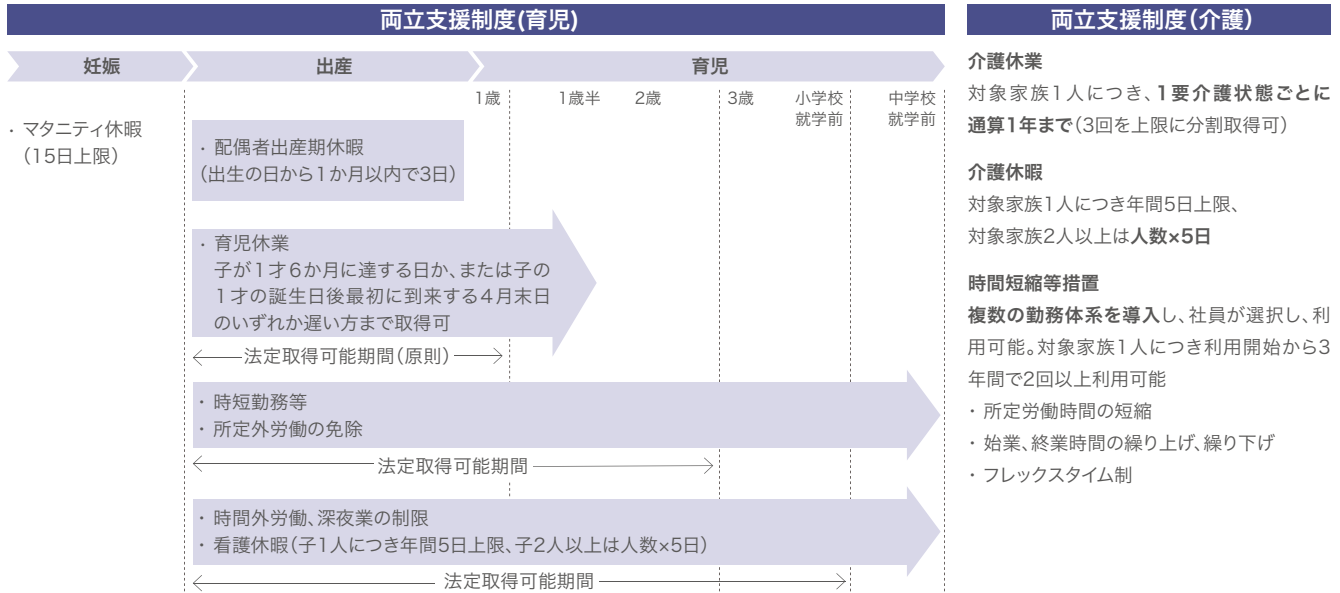 両立支援制度(育児)
妊娠
出産
育児
1歳
1歳半
2歳
3歳
小学校
就学前
中学校
就学前
・ マタニティ休暇
（15日上限）
・ 配偶者出産期休暇
（出生の日から1か月以内で3日）
・ 育児休業
子が1才6か月に達する日か、または子の
1才の誕生日後最初に到来する4月末日
のいずれか遅い方まで取得可
法定取得可能期間（原則）
・ 時短勤務等
・ 所定外労働の免除
法定取得可能期間
・ 時間外労働、深夜業の制限
・ 看護休暇（子1人につき年間5日上限、子2人以上は人数×5日）
法定取得可能期間
両立支援制度（介護）
介護休業
対象家族1人につき、1要介護状態ごとに
通算1年まで（3回を上限に分割取得可）
介護休暇
対象家族1人につき年間5日上限、
対象家族2人以上は人数×5日
時間短縮等措置
複数の勤務体系を導入し、社員が選択し、利
用可能。対象家族1人につき利用開始から3
年間で2回以上利用可能
・ 所定労働時間の短縮
・ 始業、終業時間の繰り上げ、繰り下げ
・ フレックスタイム制